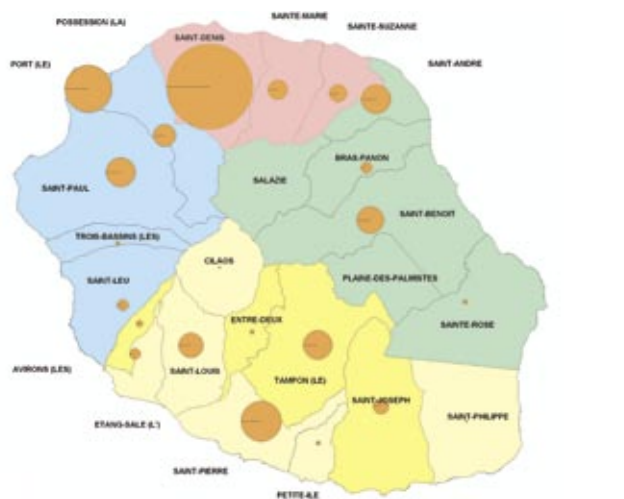 SAINTE-MARIE
POSSESSION (LA)
SAINTE-SUZANNE
SAINT-DENIS
PORT (LE)
SAINT-ANDRE
BRAS-PANON
SALAZIE
SAINT-PAUL
SAINT-BENOIT
TROIS-BASSINS (LES)
CILAOS
SAINT-LEU
PLAINE-DES-PALMISTES
ENTRE-DEUX
SAINTE-ROSE
AVIRONS (LES)
SAINT-LOUIS
TAMPON (LE)
SAINT-JOSEPH
SAINT-PHILIPPE
ETANG-SALE (L')
SAINT-PIERRE
PETITE-ILE